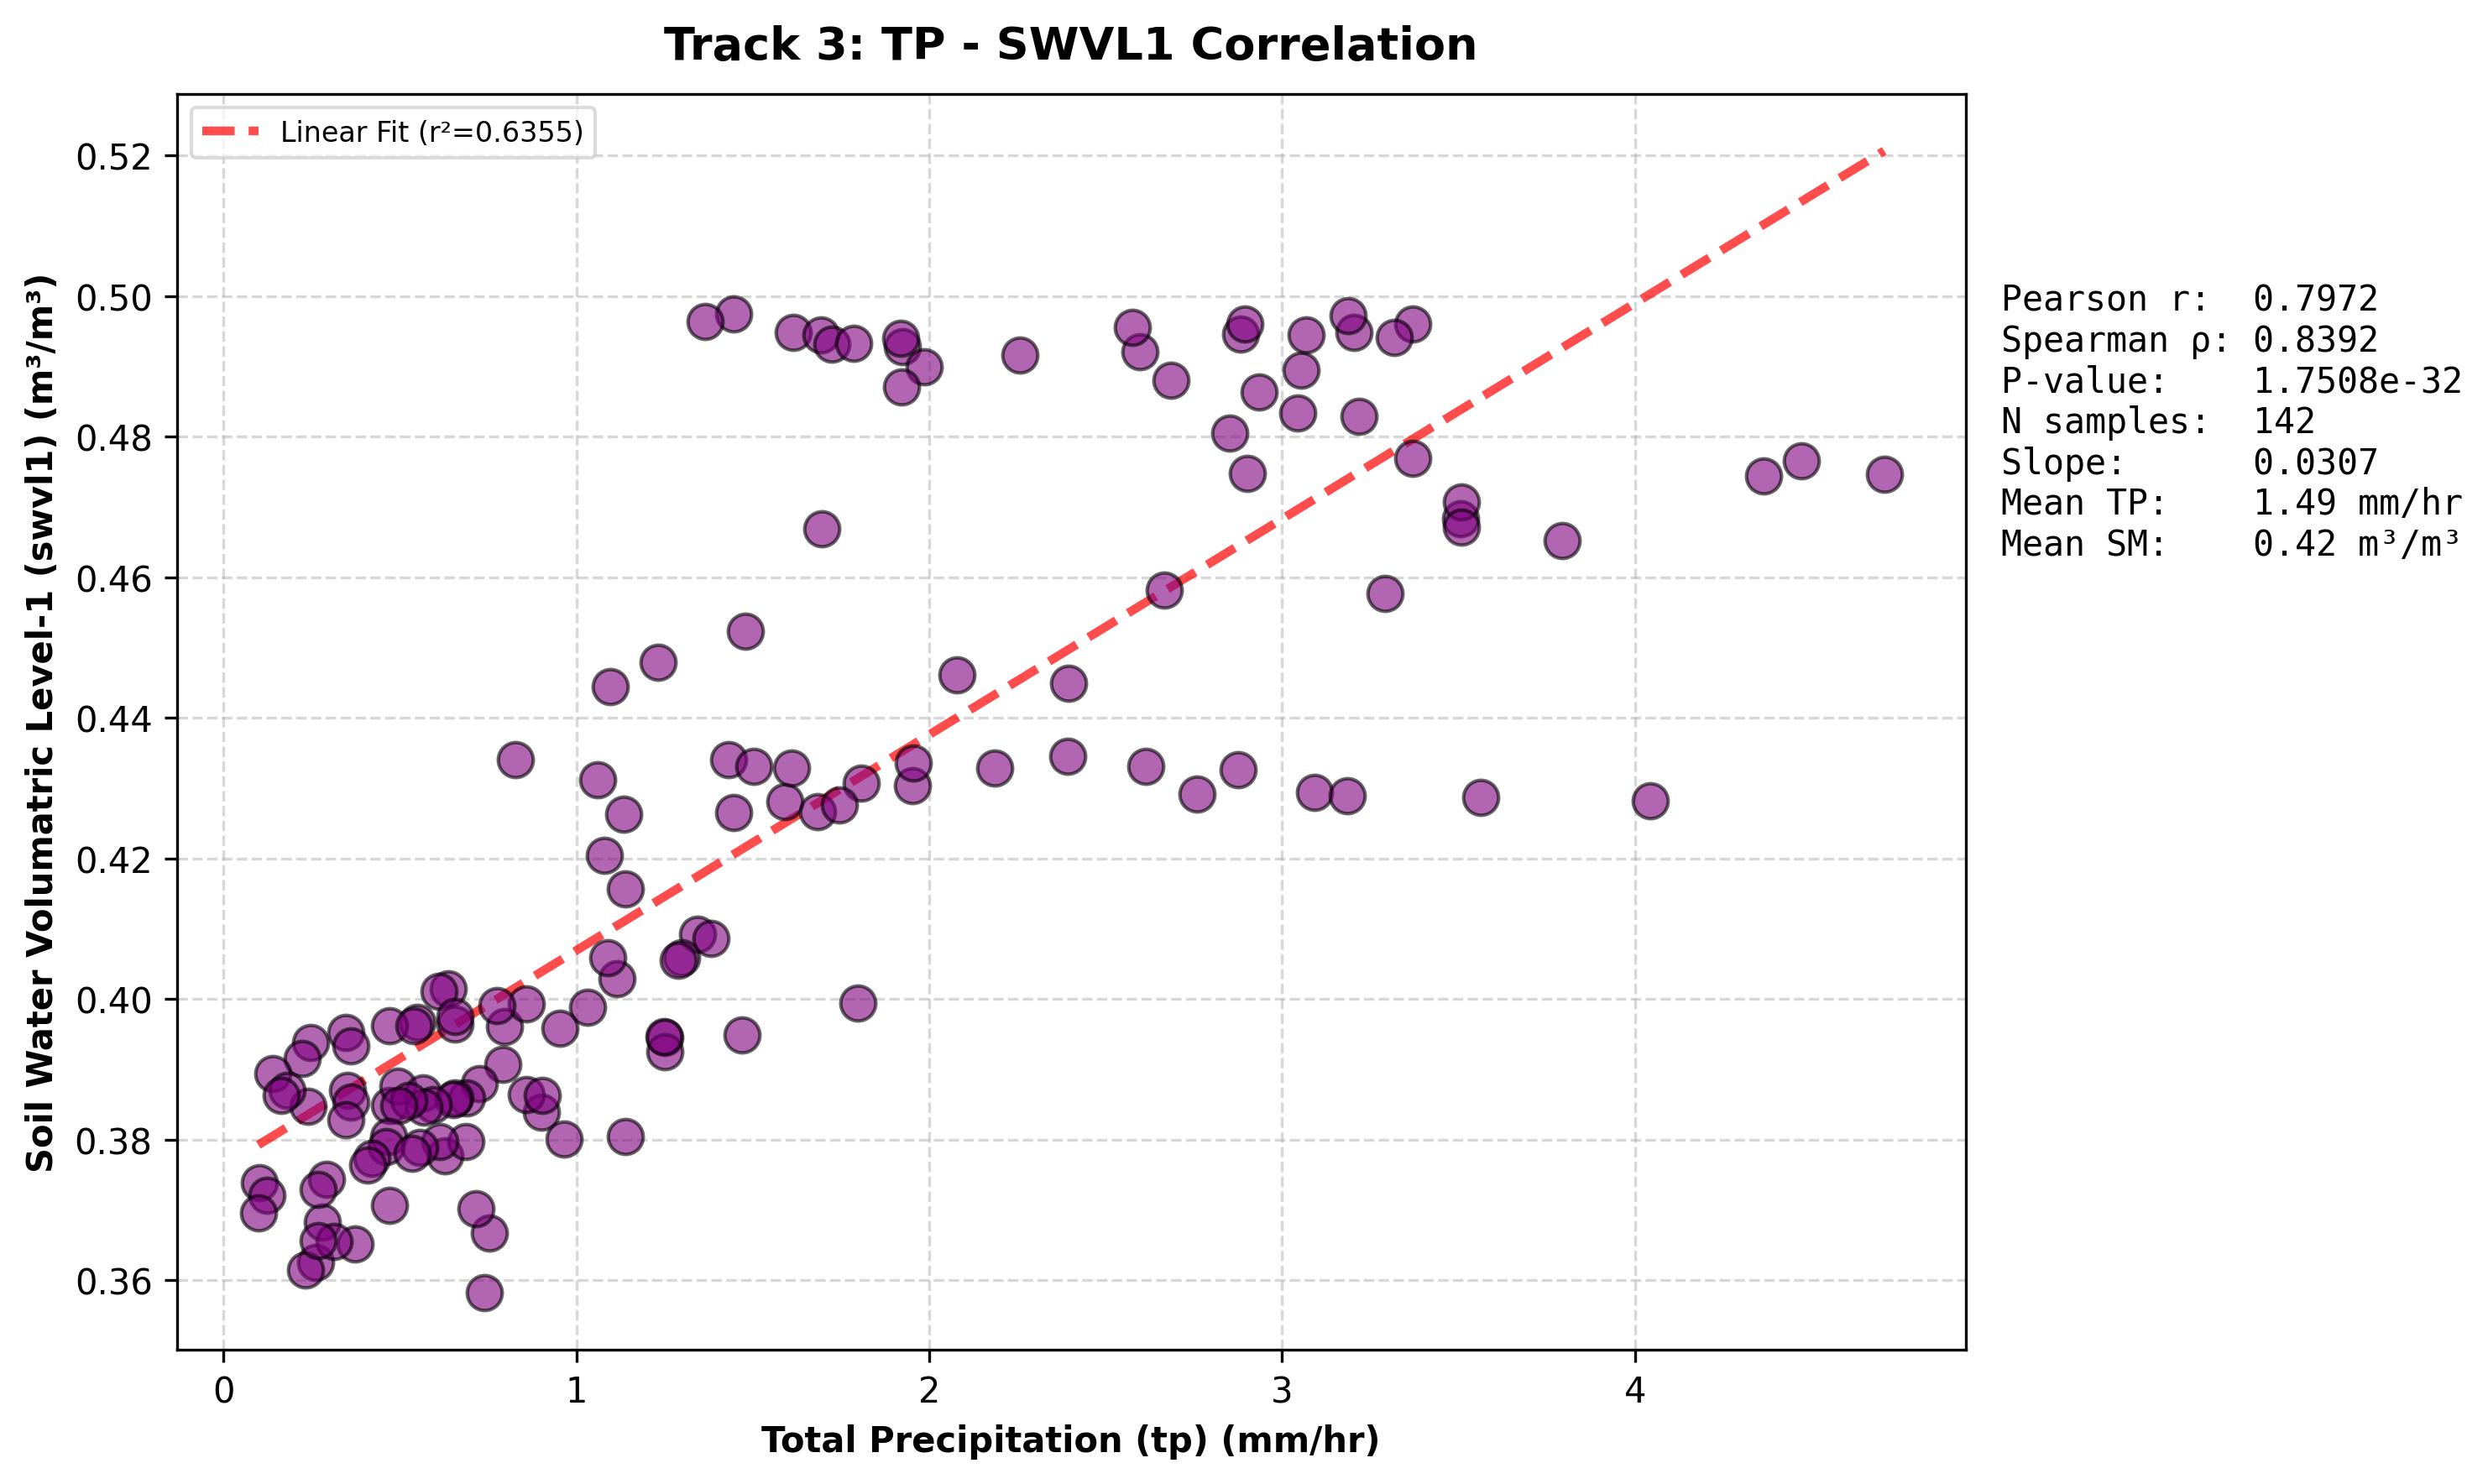 Track 3: TP - SWVL1 Correlation
Linear Fit (r²=0.6355)
Soil Water Volumatric Level-1 (swvl1) (m³/m³)
0.52
0.50
0.48
0.46
0.44
0.42
0.40
0.38
0.36
0 1 2 3 4
Total Precipitation (tp) (mm/hr)
Pearson r: 0.7972
Spearman ρ: 0.8392
P-value: 1.7508e-32
N samples: 142
Slope: 0.0307
Mean TP: 1.49 mm/hr
Mean SM: 0.42 m³/m³